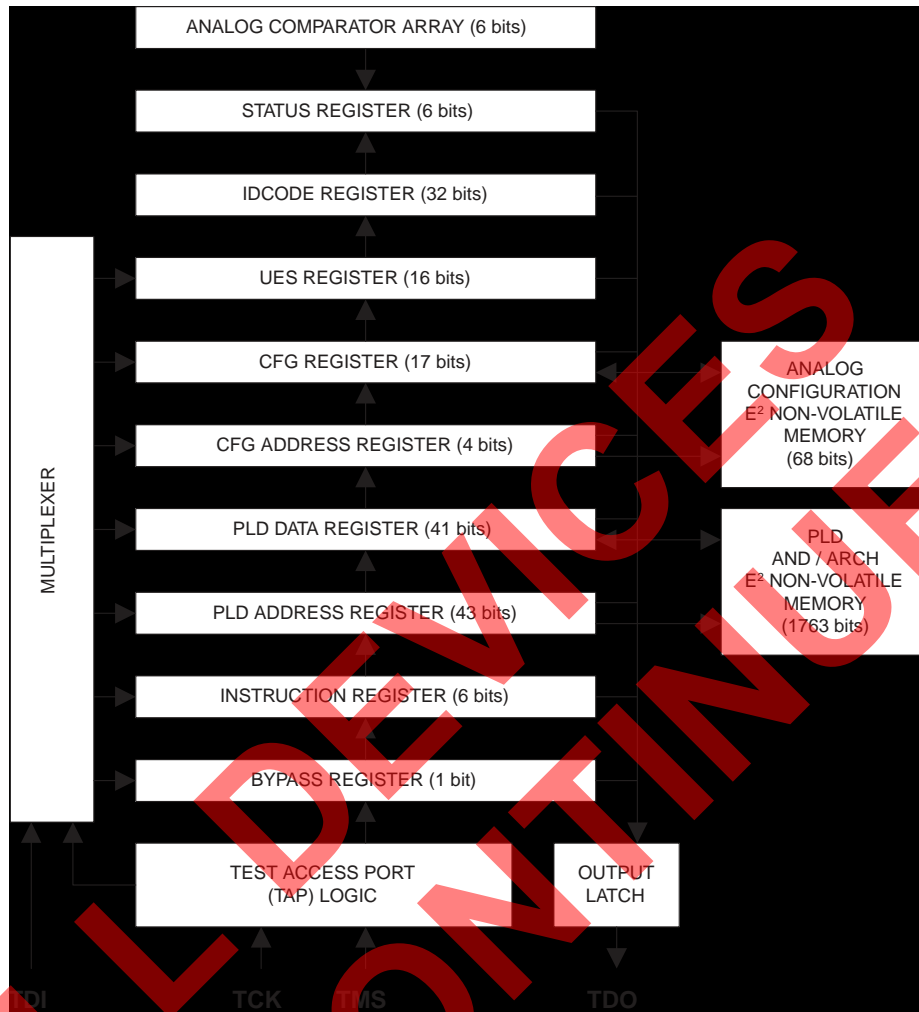 ANALOG COMPARATOR ARRAY (6 bits)
STATUS REGISTER (6 bits)
IDCODE REGISTER (32 bits)
UES REGISTER (16 bits)
CFG REGISTER (17 bits)
CFG ADDRESS REGISTER (4 bits)
PLD DATA REGISTER (41 bits)
PLD ADDRESS REGISTER (43 bits)
INSTRUCTION REGISTER (6 bits)
BYPASS REGISTER (1 bit)
TEST ACCESS PORT
(TAP) LOGIC
OUTPUT
LATCH
MULTIPLEXER
ANALOG
CONFIGURATION
E² NON-VOLATILE
MEMORY
(68 bits)
PLD
AND / ARCH
E² NON-VOLATILE
MEMORY
(1763 bits)
TDI
TCK
TMS
TDO
L DEVICES
ONTINUE